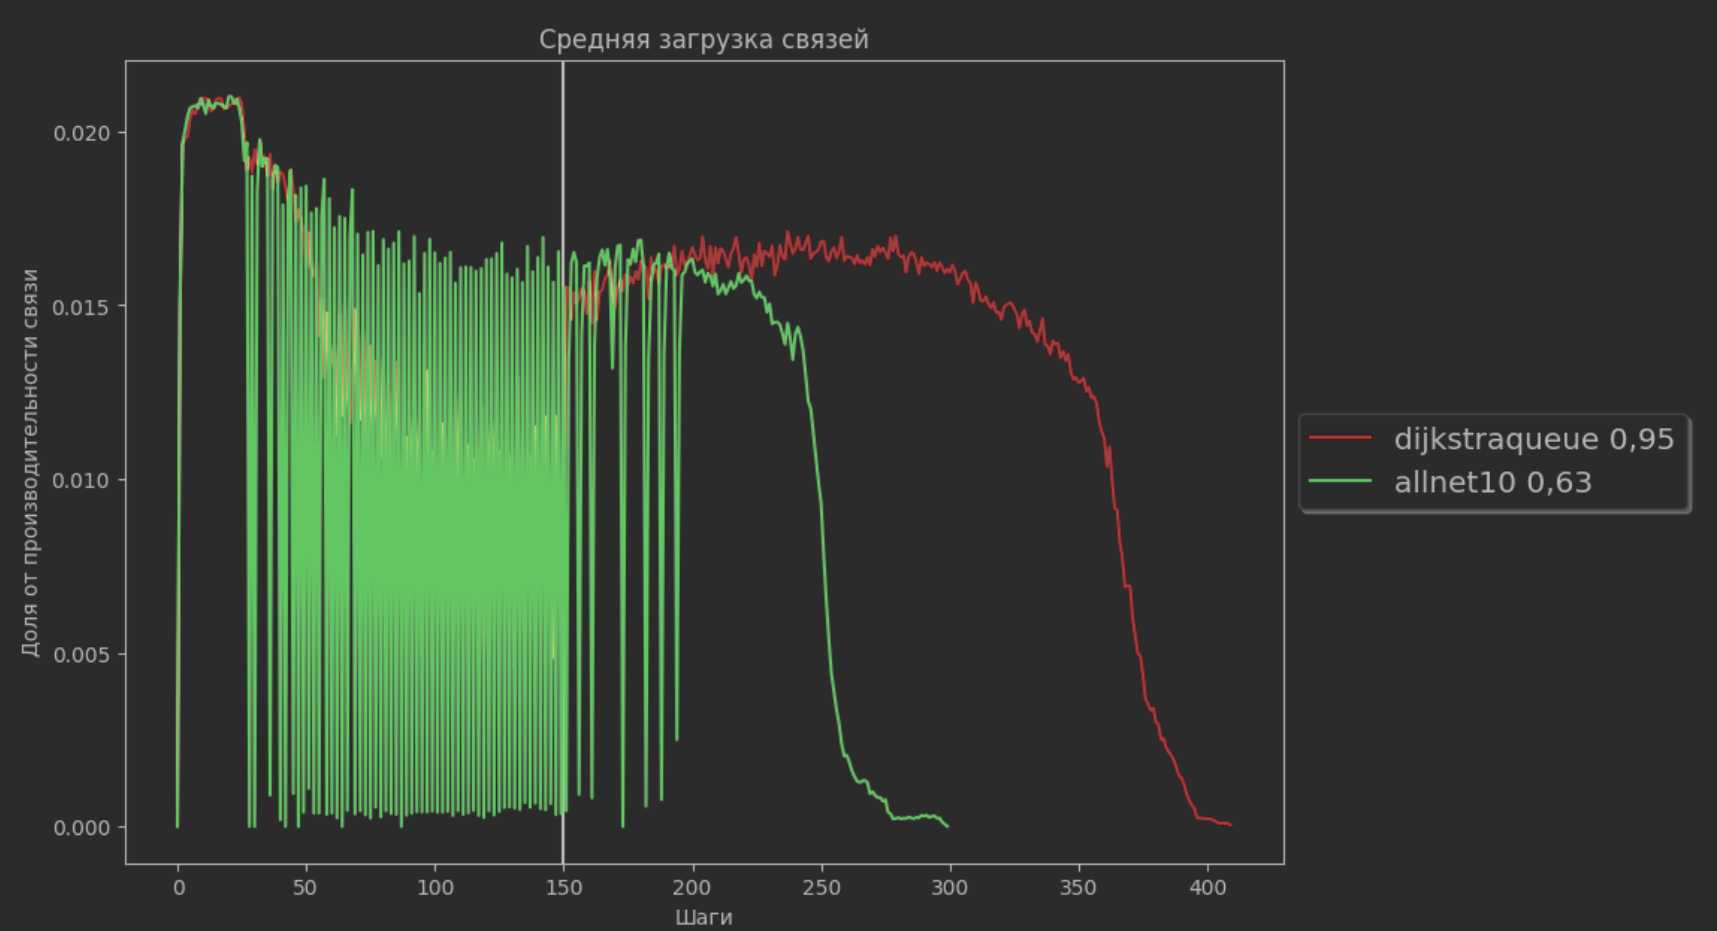 Средняя загрузка связей
Доля от производительности связи
0.020
0.015
0.010
0.005
0.000
0 50 100 150 200 250 300 350 400
Шаги
dijkstraqueue 0,95
allnet10 0,63